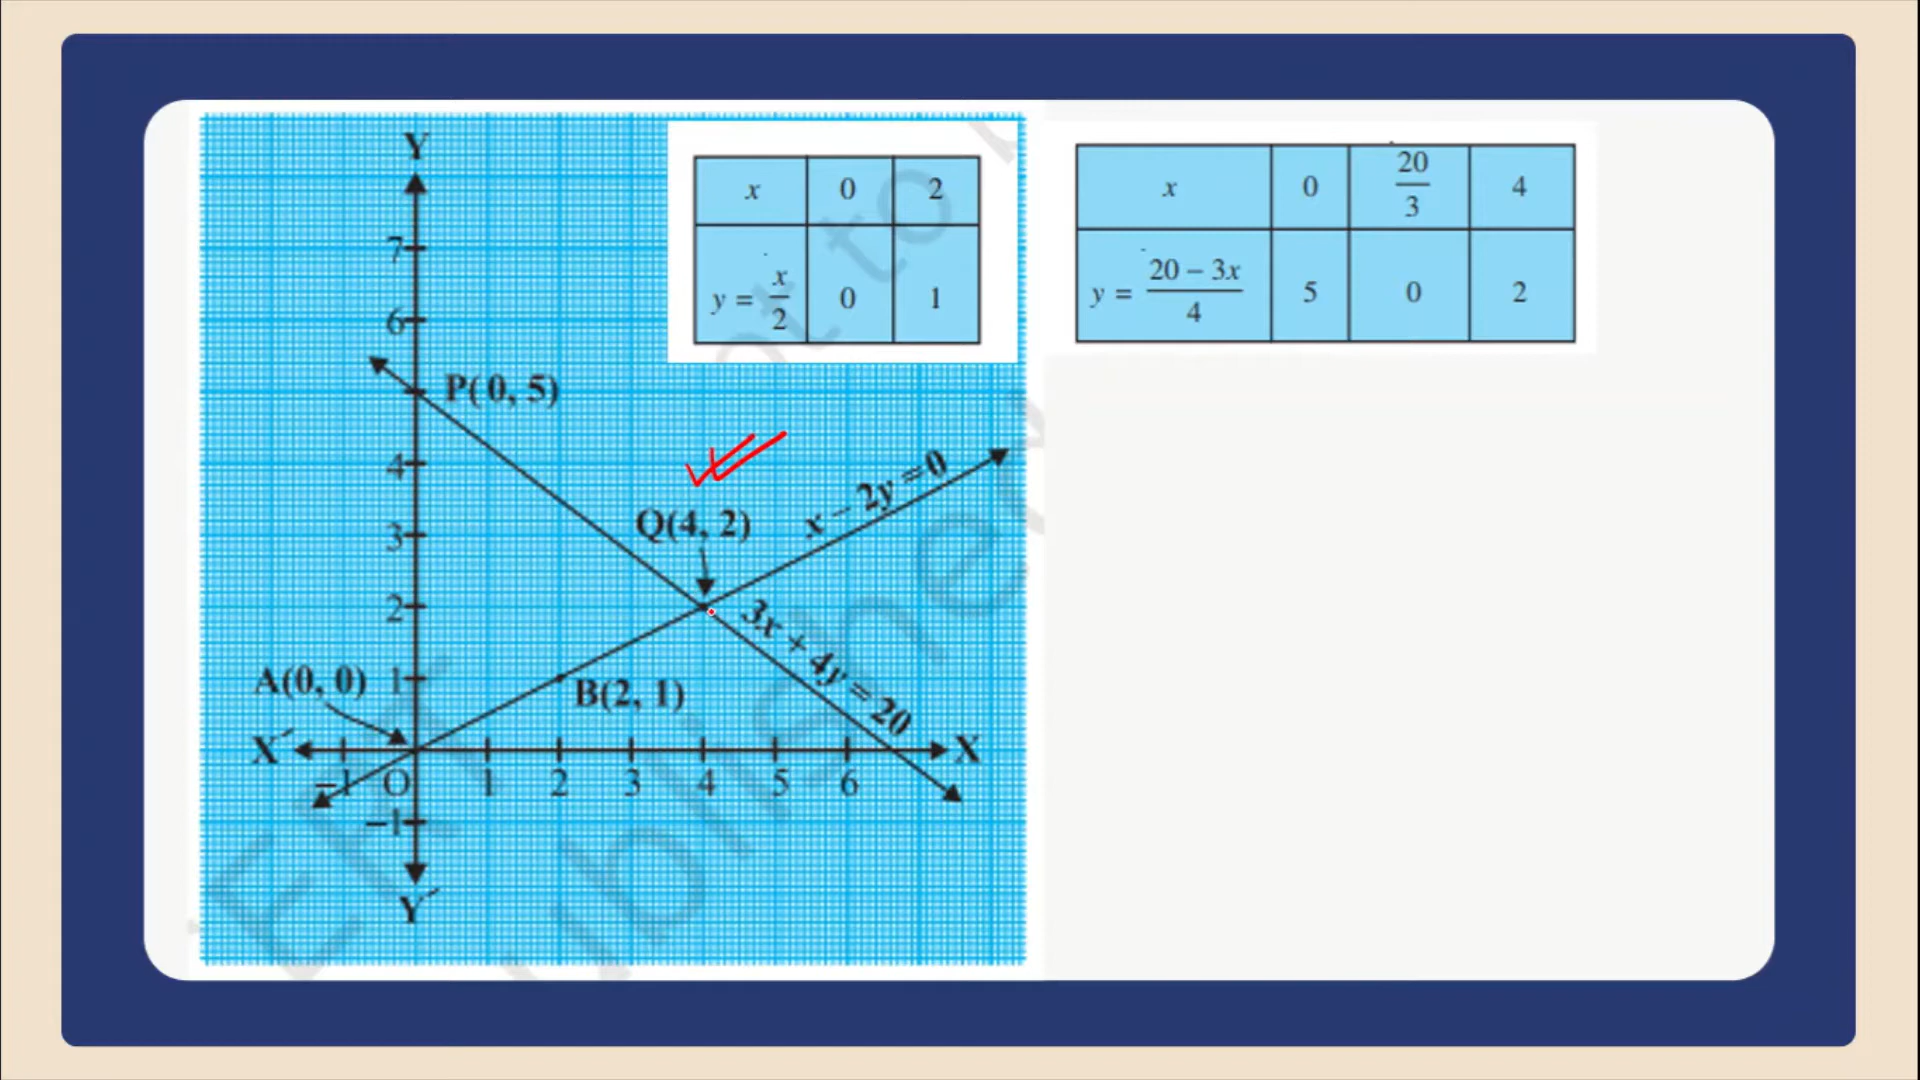 Y
7
6
P(0, 5)
4
Q(4, 2)
x − 2y = 0
3
2
3x + 4y = 20
A(0, 0)
1
B(2, 1)
X´
X
−1 O 1 2 3 4 5 6
−1
Y´
x 0 2
y = x/2 0 1
x 0 20/3 4
y = 20 − 3x/4 5 0 2